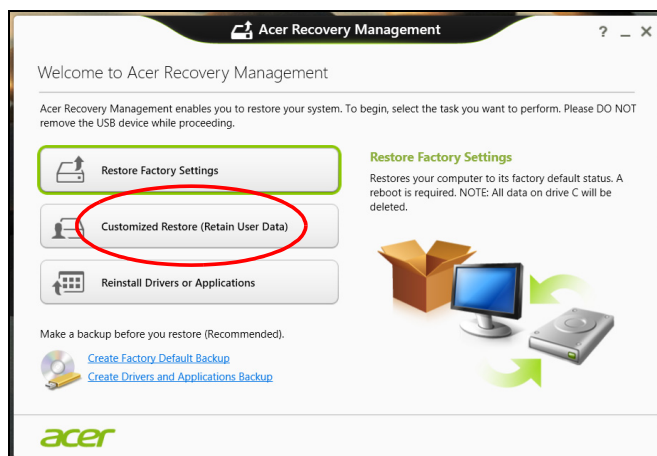 Acer Recovery Management
? _ X
Welcome to Acer Recovery Management
Acer Recovery Management enables you to restore your system. To begin, select the task you want to perform. Please DO NOT
remove the USB device while proceeding.
Restore Factory Settings
Customized Restore (Retain User Data)
Reinstall Drivers or Applications
Restore Factory Settings
Restores your computer to its factory default status. A
reboot is required. NOTE: All data on drive C will be
deleted.
Make a backup before you restore (Recommended).
Create Factory Default Backup
Create Drivers and Applications Backup
acer